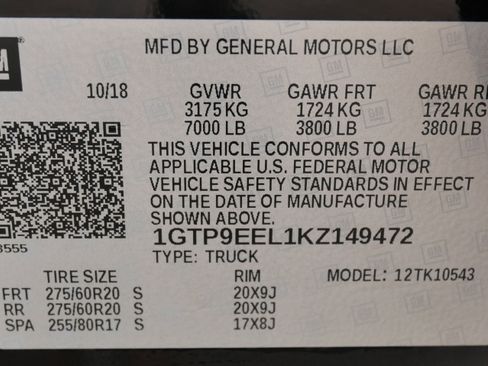 GM
MFD BY GENERAL MOTORS LLC
10/18 GVWR GAWR FRT GAWR
3175 KG 1724 KG 1724 KG
7000 LB 3800 LB 3800 LB
THIS VEHICLE CONFORMS TO ALL
APPLICABLE U.S. FEDERAL MOTOR
VEHICLE SAFETY STANDARDS IN EFFECT
ON THE DATE OF MANUFACTURE
SHOWN ABOVE.
1GTP9EEL1KZ149472
3555 TYPE: TRUCK
TIRE SIZE RIM MODEL: 12TK10543
FRT 275/60R20 S 20X9J
RR 275/60R20 S 20X9J
SPA 255/80R17 S 17X8J